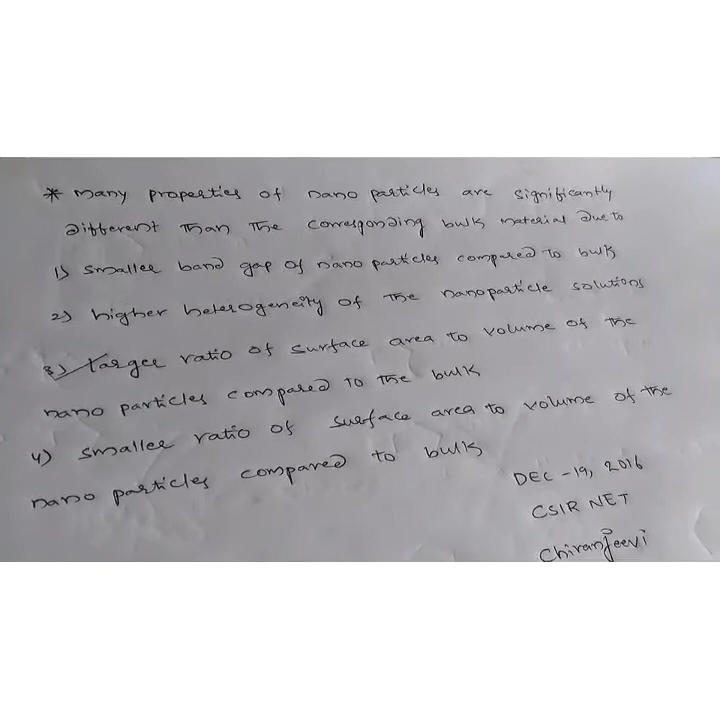 * Many properties of nano particles are significantly
different than the corresponding bulk material due to
1) smaller band gap of nano particles compared to bulk
2) higher heterogeneity of the nanoparticle solutions
3) larger ratio of surface area to volume of the
nano particles compared to the bulk
4) smaller ratio of surface area to volume of the
nano particles compared to bulk
DEC -19, 2016
CSIR NET
Chiranjeevi